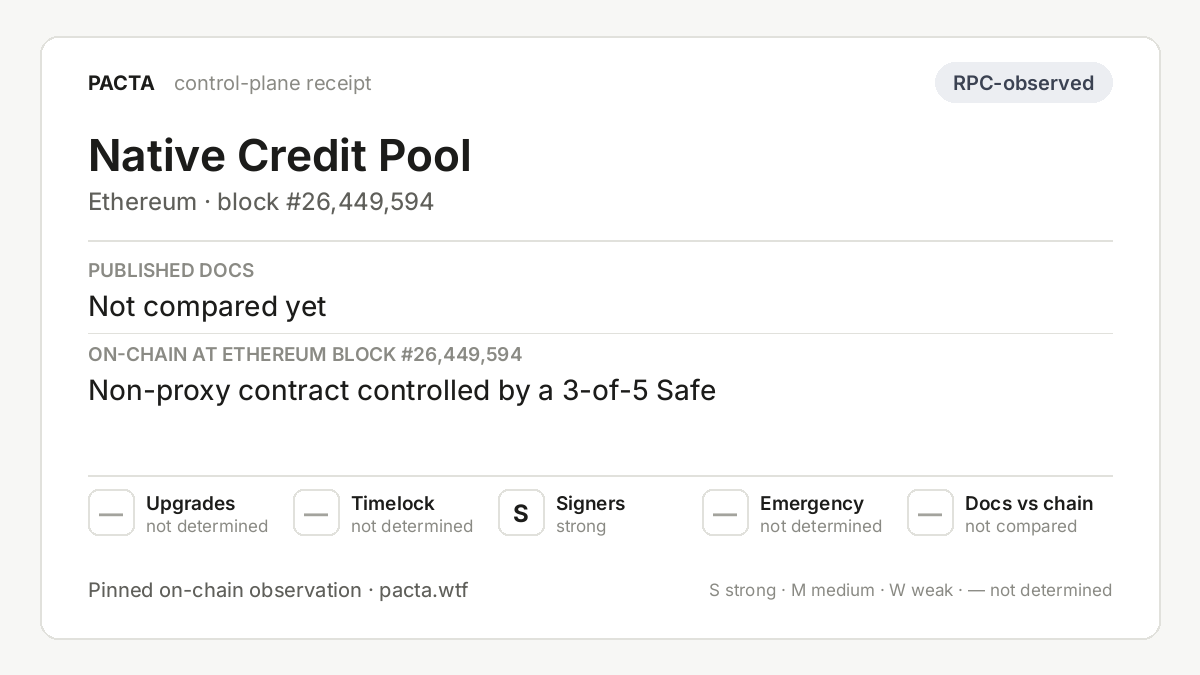 PACTA control-plane receipt
RPC-observed
Native Credit Pool
Ethereum · block #26,449,594
PUBLISHED DOCS
Not compared yet
ON-CHAIN AT ETHEREUM BLOCK #26,449,594
Non-proxy contract controlled by a 3-of-5 Safe
— Upgrades
not determined
— Timelock
not determined
S Signers
strong
— Emergency
not determined
— Docs vs chain
not compared
Pinned on-chain observation · pacta.wtf
S strong · M medium · W weak · — not determined